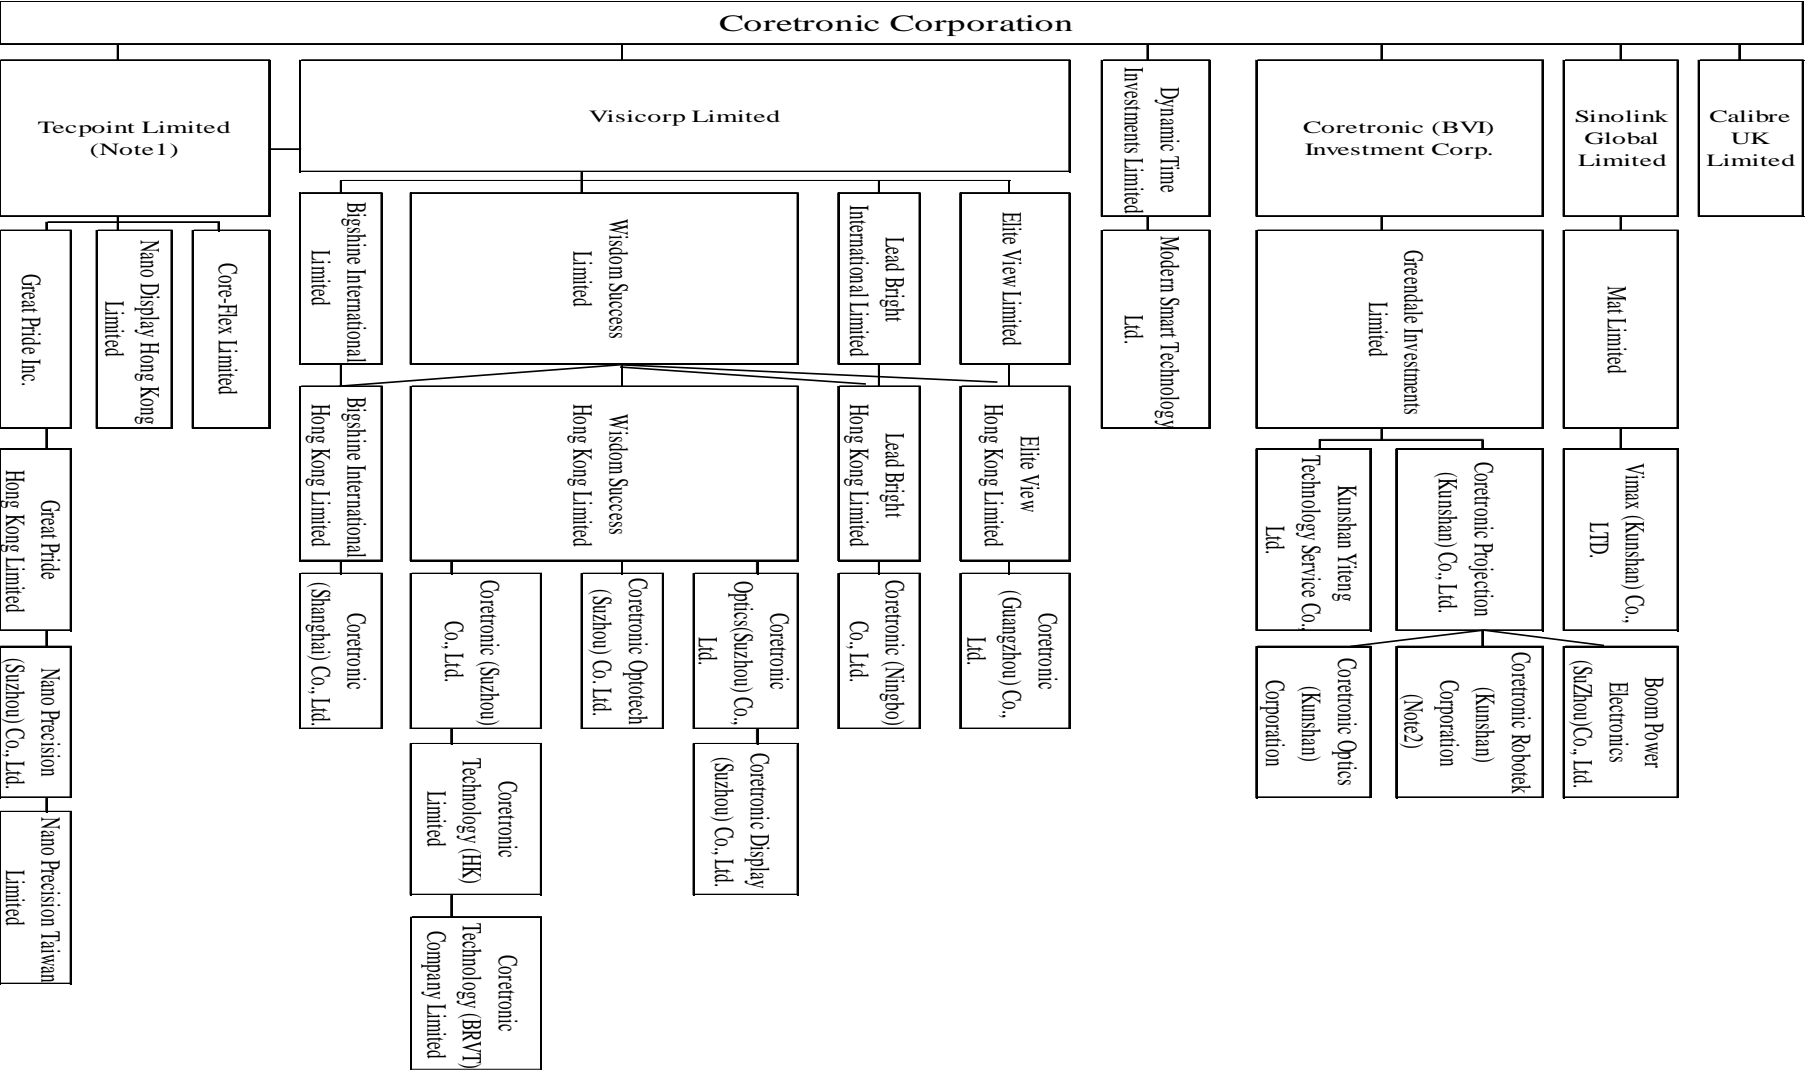 Coretronic Corporation
Tecpoint Limited
(Note1)
Visicorp Limited
Dynamic Time
Investments Limited
Coretronic (BVI)
Investment Corp.
Sinolink
Global
Limited
Calibre
UK
Limited
Bigshine International
Limited
Wisdom Success
Limited
Lead Bright
International Limited
Elite View Limited
Great Pride Inc.
Nano Display Hong Kong
Limited
Core-Flex Limited
Modern Smart Technology
Ltd.
Greendale Investments
Limited
Mat Limited
Bigshine International
Hong Kong Limited
Wisdom Success
Hong Kong Limited
Lead Bright
Hong Kong Limited
Elite View
Hong Kong Limited
Great Pride
Hong Kong Limited
Kunshan Yiteng
Technology Service Co.,
Ltd.
Coretronic Projection
(Kunshan) Co., Ltd.
Vimax (Kunshan) Co.,
LTD.
Coretronic
(Shanghai) Co., Ltd.
Coretronic (Suzhou)
Co., Ltd.
Coretronic Optotech
(Suzhou) Co. Ltd.
Coretronic
Optics(Suzhou) Co.,
Ltd.
Coretronic (Ningbo)
Co., Ltd.
Coretronic
(Guangzhou) Co.,
Ltd.
Nano Precision
(Suzhou) Co., Ltd.
Coretronic Optics
(Kunshan)
Corporation
Coretronic Robotek
(Kunshan)
Corporation
(Note2)
Boom Power
Electronics
(SuZhou)Co., Ltd.
Coretronic
Technology (HK)
Limited
Coretronic Display
(Suzhou) Co., Ltd.
Nano Precision Taiwan
Limited
Coretronic
Technology (BRVT)
Company Limited